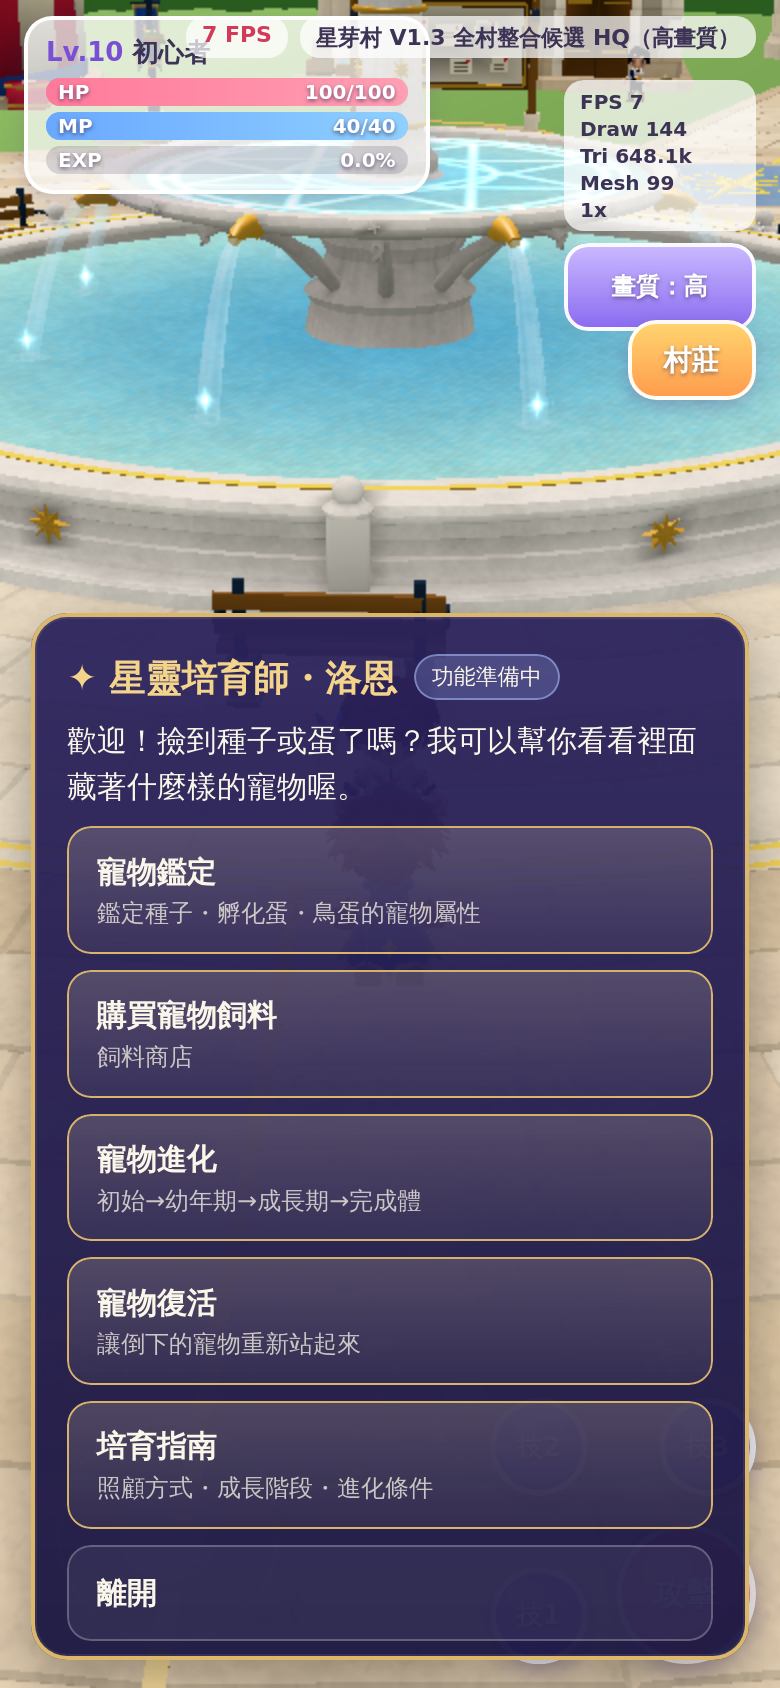 7 FPS
星芽村 V1.3 全村整合候選 HQ（高畫質）
Lv.10 初心者
HP 100/100
MP 40/40
EXP 0.0%
FPS 7
Draw 144
Tri 648.1k
Mesh 99
1x
畫質：高
村莊
✦ 星靈培育師・洛恩 功能準備中
歡迎！撿到種子或蛋了嗎？我可以幫你看看裡面
藏著什麼樣的寵物喔。
寵物鑑定
鑑定種子・孵化蛋・鳥蛋的寵物屬性
購買寵物飼料
飼料商店
寵物進化
初始→幼年期→成長期→完成體
寵物復活
讓倒下的寵物重新站起來
技2 技3
培育指南
照顧方式・成長階段・進化條件
離開
技1 攻擊